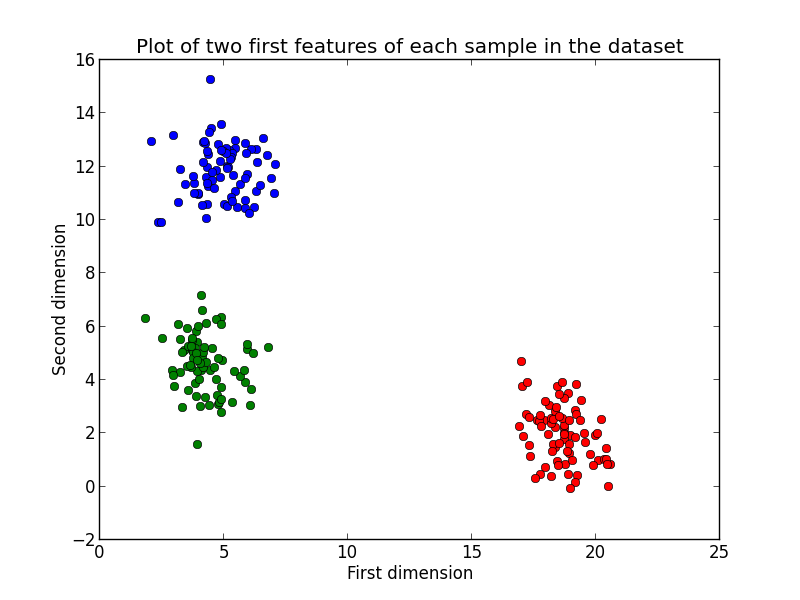 Plot of two first features of each sample in the dataset
16
14
12
10
8
6
4
2
0
−2
Second dimension
0 5 10 15 20 25
First dimension